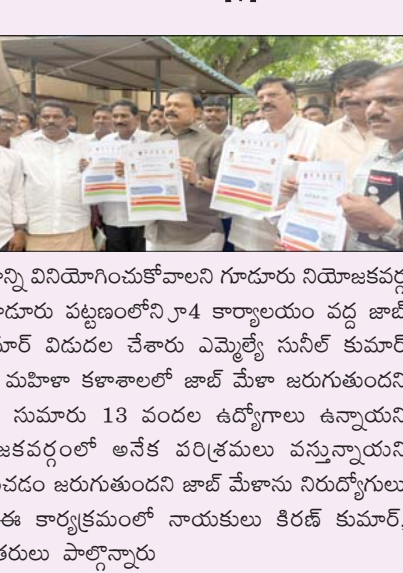 ాన్ని వినియోగించుకోవాలని గూడూరు నియోజకవర్గ
ాడూరు పట్టణంలోని ూ4 కార్యాలయం వద్ద జాబ్
మార్ విడుదల చేశారు ఎమ్మెల్యే సునీల్ కుమార్
మహిళా కళాశాలలో జాబ్ మేళా జరుగుతుందని
సుమారు 13 వందల ఉద్యోగాలు ఉన్నాయని
జకవర్గంలో అనేక పరిశ్రమలు వస్తున్నాయని
ంచడం జరుగుతుందని జాబ్ మేళాను నిరుద్యోగులు
ఈ కార్యక్రమంలో నాయకులు కిరణ్ కుమార్,
తరులు పాల్గొన్నారు